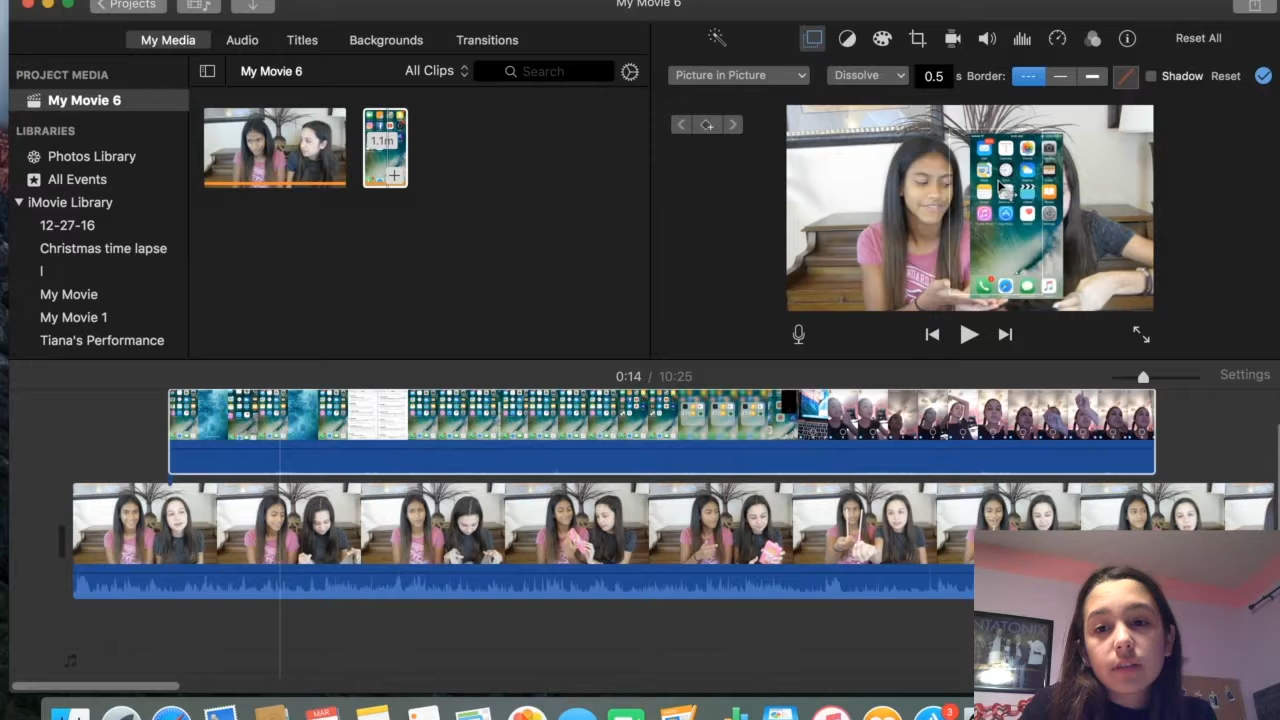 Projects
My Movie 6
My Media
Audio
Titles
Backgrounds
Transitions
Reset All
PROJECT MEDIA
My Movie 6
All Clips
Search
Picture in Picture
Dissolve
0.5 s
Border:
Shadow
Reset
My Movie 6
LIBRARIES
Photos Library
All Events
iMovie Library
12-27-16
Christmas time lapse
I
My Movie
My Movie 1
Tiana's Performance
1.1m
0:14 / 10:25
Settings
NTATONIX
MAR
3